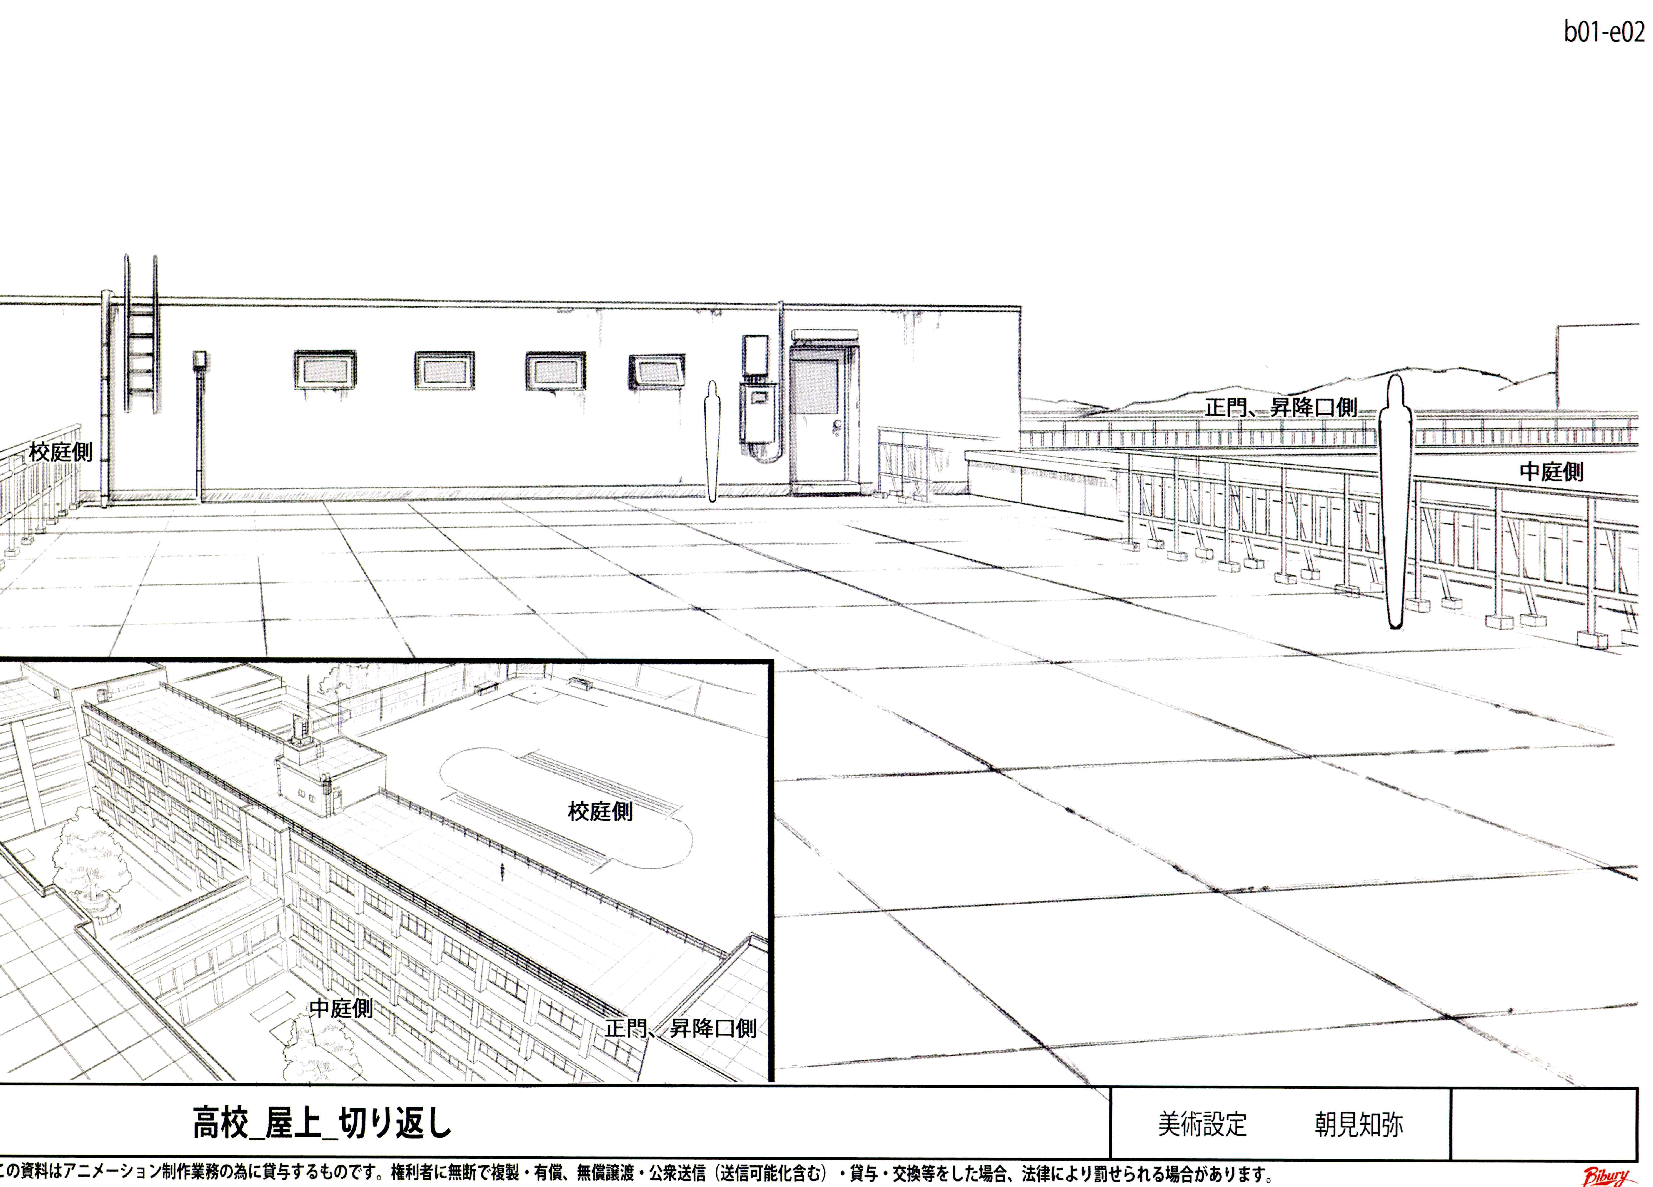 b01-e02
正門、昇降口側
校庭側
中庭側
校庭側
中庭側
正門、昇降口側
高校_屋上_切り返し
美術設定 朝見知弥
この資料はアニメーション制作業務の為に貸与するものです。権利者に無断で複製・有償、無償譲渡・公衆送信（送信可能化含む）・貸与・交換等をした場合、法律により罰せられる場合があります。
Bibury